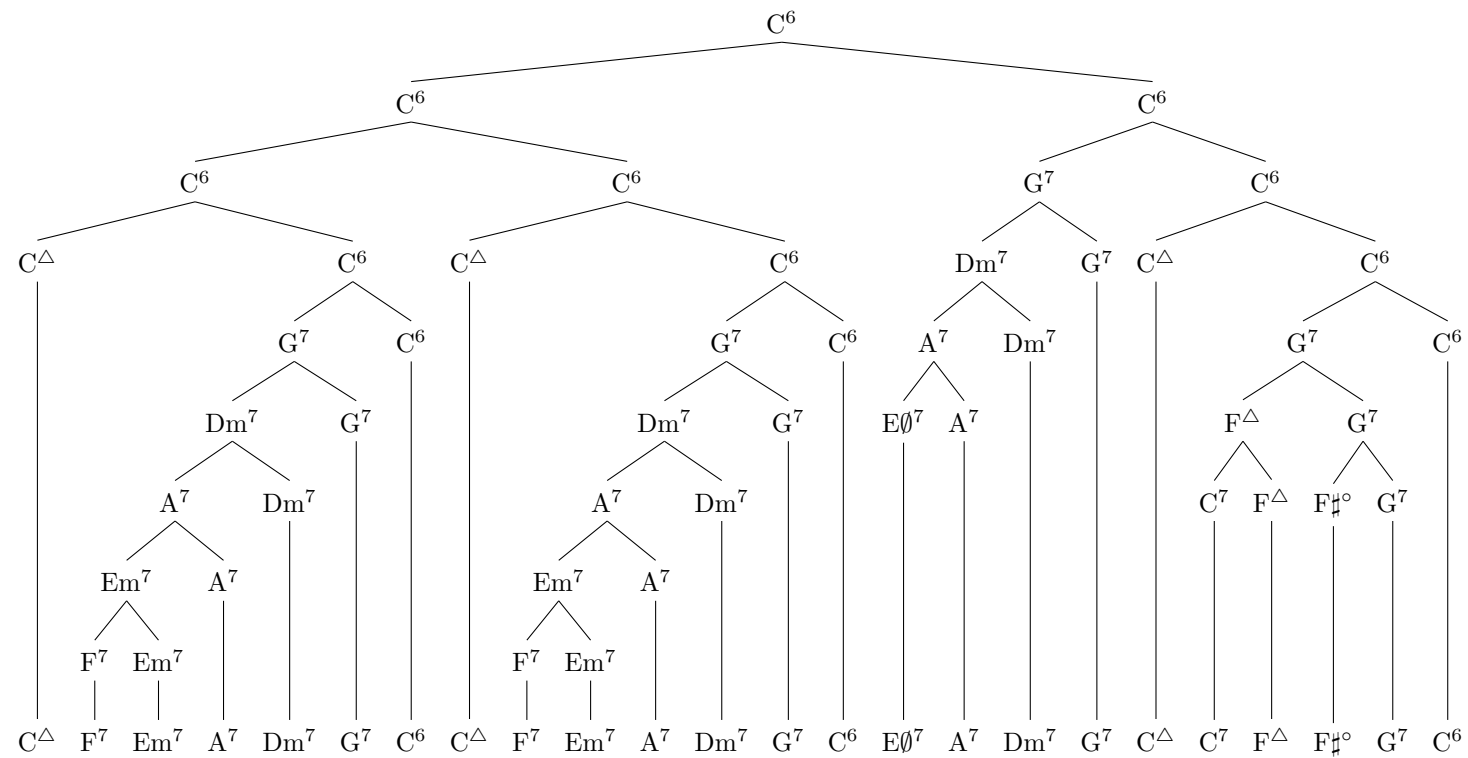 C⁶
C⁶ C⁶
C⁶ C⁶ G⁷ C⁶
C△ C⁶ C△ C⁶ Dm⁷ G⁷ C△ C⁶
G⁷ C⁶ G⁷ C⁶ A⁷ Dm⁷ G⁷ C⁶
Dm⁷ G⁷ Dm⁷ G⁷ E∅⁷ A⁷ F△ G⁷
A⁷ Dm⁷ A⁷ Dm⁷ C⁷ F△ F♯° G⁷
Em⁷ A⁷ Em⁷ A⁷
F⁷ Em⁷ F⁷ Em⁷
C△ F⁷ Em⁷ A⁷ Dm⁷ G⁷ C⁶ C△ F⁷ Em⁷ A⁷ Dm⁷ G⁷ C⁶ E∅⁷ A⁷ Dm⁷ G⁷ C△ C⁷ F△ F♯° G⁷ C⁶